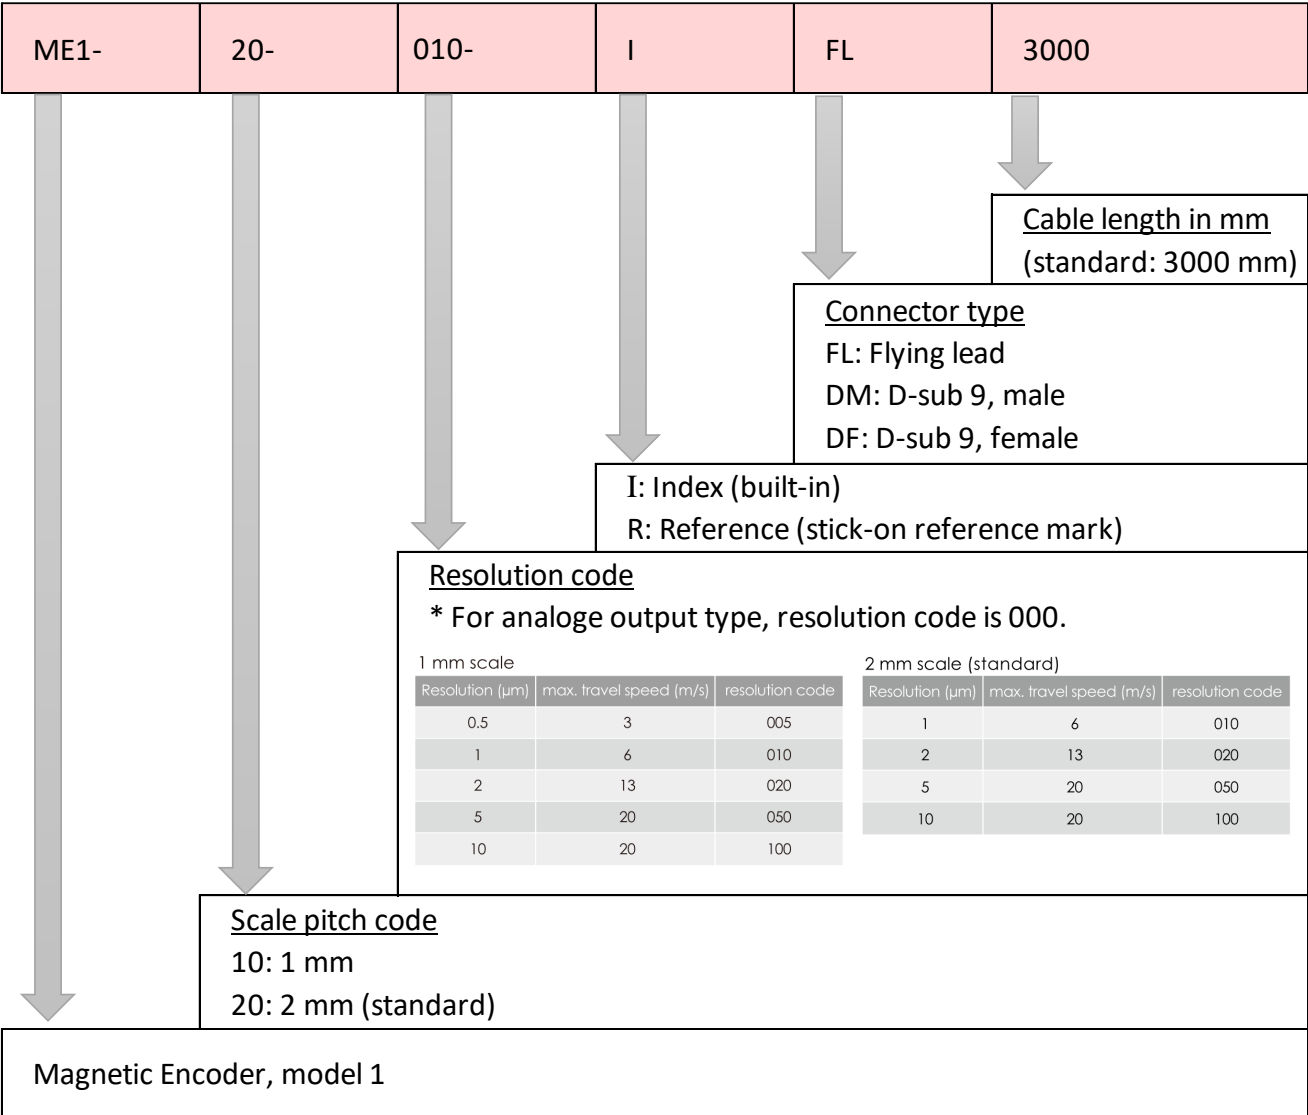 ME1- 20- 010- I FL 3000
Cable length in mm
(standard: 3000 mm)
Connector type
FL: Flying lead
DM: D-sub 9, male
DF: D-sub 9, female
I: Index (built-in)
R: Reference (stick-on reference mark)
Resolution code
* For analoge output type, resolution code is 000.
1 mm scale
Resolution (µm) max. travel speed (m/s) resolution code
0.5 3 005
1 6 010
2 13 020
5 20 050
10 20 100
2 mm scale (standard)
Resolution (µm) max. travel speed (m/s) resolution code
1 6 010
2 13 020
5 20 050
10 20 100
Scale pitch code
10: 1 mm
20: 2 mm (standard)
Magnetic Encoder, model 1